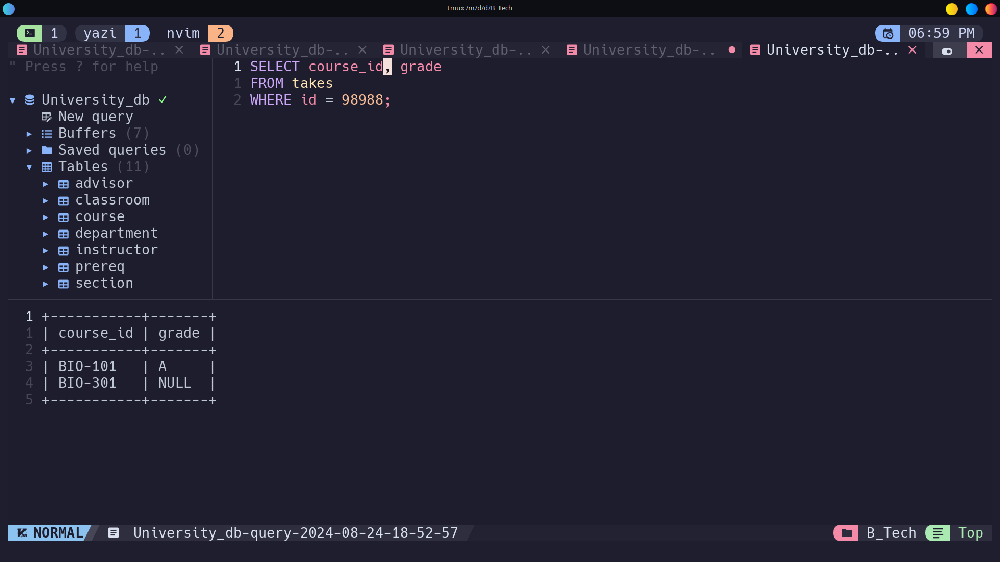 tmux /m/d/d/B_Tech
1 yazi 1 nvim 2 06:59 PM
University_db-.. University_db-.. University_db-.. University_db-.. University_db-..
" Press ? for help
University_db
New query
Buffers (7)
Saved queries (0)
Tables (11)
advisor
classroom
course
department
instructor
prereq
section
1 SELECT course_id, grade
1 FROM takes
2 WHERE id = 98988;
1 +-----------+-------+
1 | course_id | grade |
2 +-----------+-------+
3 | BIO-101   | A     |
4 | BIO-301   | NULL  |
5 +-----------+-------+
NORMAL University_db-query-2024-08-24-18-52-57 B_Tech Top